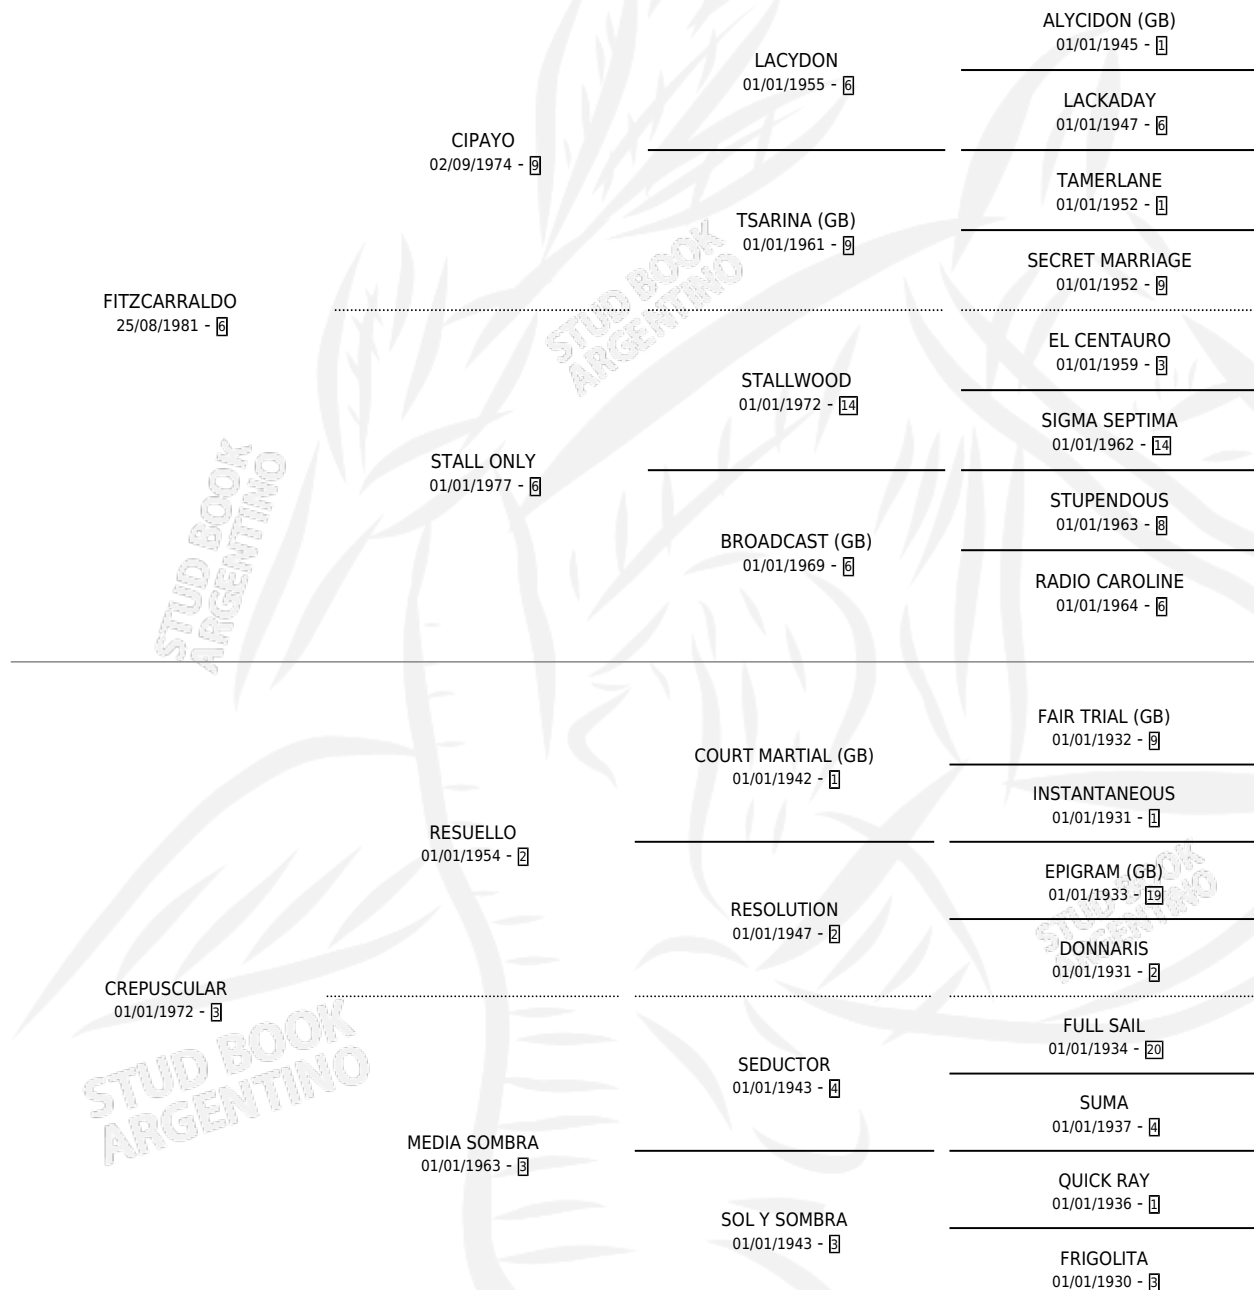 ALYCIDON (GB)
01/01/1945 - 1
LACYDON
01/01/1955 - 6
LACKADAY
01/01/1947 - 6
CIPAYO
02/09/1974 - 9
TAMERLANE
01/01/1952 - 1
TSARINA (GB)
01/01/1961 - 9
SECRET MARRIAGE
01/01/1952 - 9
FITZCARRALDO
25/08/1981 - 6
STUD BOOK
ARGENTINO
EL CENTAURO
01/01/1959 - 3
STALLWOOD
01/01/1972 - 14
SIGMA SEPTIMA
01/01/1962 - 14
STALL ONLY
01/01/1977 - 6
STUPENDOUS
01/01/1963 - 8
BROADCAST (GB)
01/01/1969 - 6
RADIO CAROLINE
01/01/1964 - 6
STUD BOOK
ARGENTINO
FAIR TRIAL (GB)
01/01/1932 - 9
COURT MARTIAL (GB)
01/01/1942 - 1
INSTANTANEOUS
01/01/1931 - 1
RESUELLO
01/01/1954 - 2
EPIGRAM (GB)
01/01/1933 - 19
STUD BOOK
ARGENTINO
RESOLUTION
01/01/1947 - 2
DONNARIS
01/01/1931 - 2
CREPUSCULAR
01/01/1972 - 3
STUD BOOK
ARGENTINO
FULL SAIL
01/01/1934 - 20
SEDUCTOR
01/01/1943 - 4
SUMA
01/01/1937 - 4
MEDIA SOMBRA
01/01/1963 - 3
QUICK RAY
01/01/1936 - 1
SOL Y SOMBRA
01/01/1943 - 3
FRIGOLITA
01/01/1930 - 3